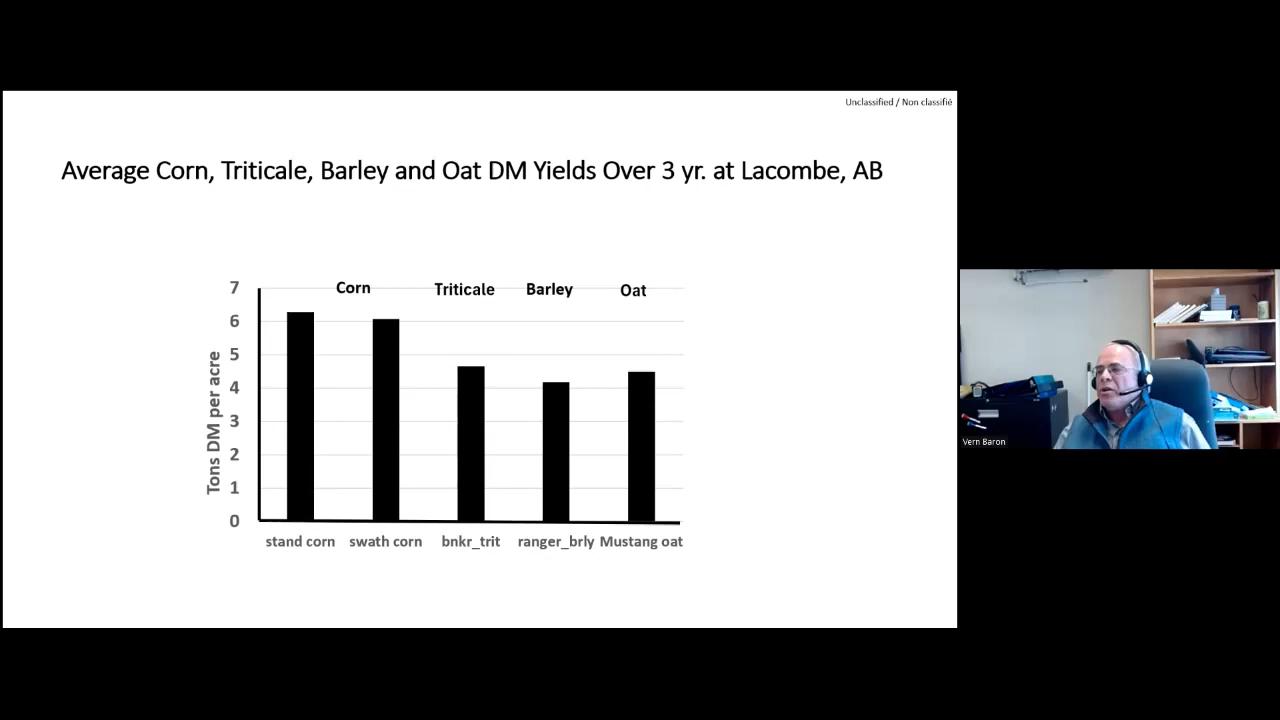 Unclassified / Non classifié
Average Corn, Triticale, Barley and Oat DM Yields Over 3 yr. at Lacombe, AB
Corn Triticale Barley Oat
7
6
5
4
3
2
1
0
Tons DM per acre
stand corn swath corn bnkr_trit ranger_brly Mustang oat
Vern Baron